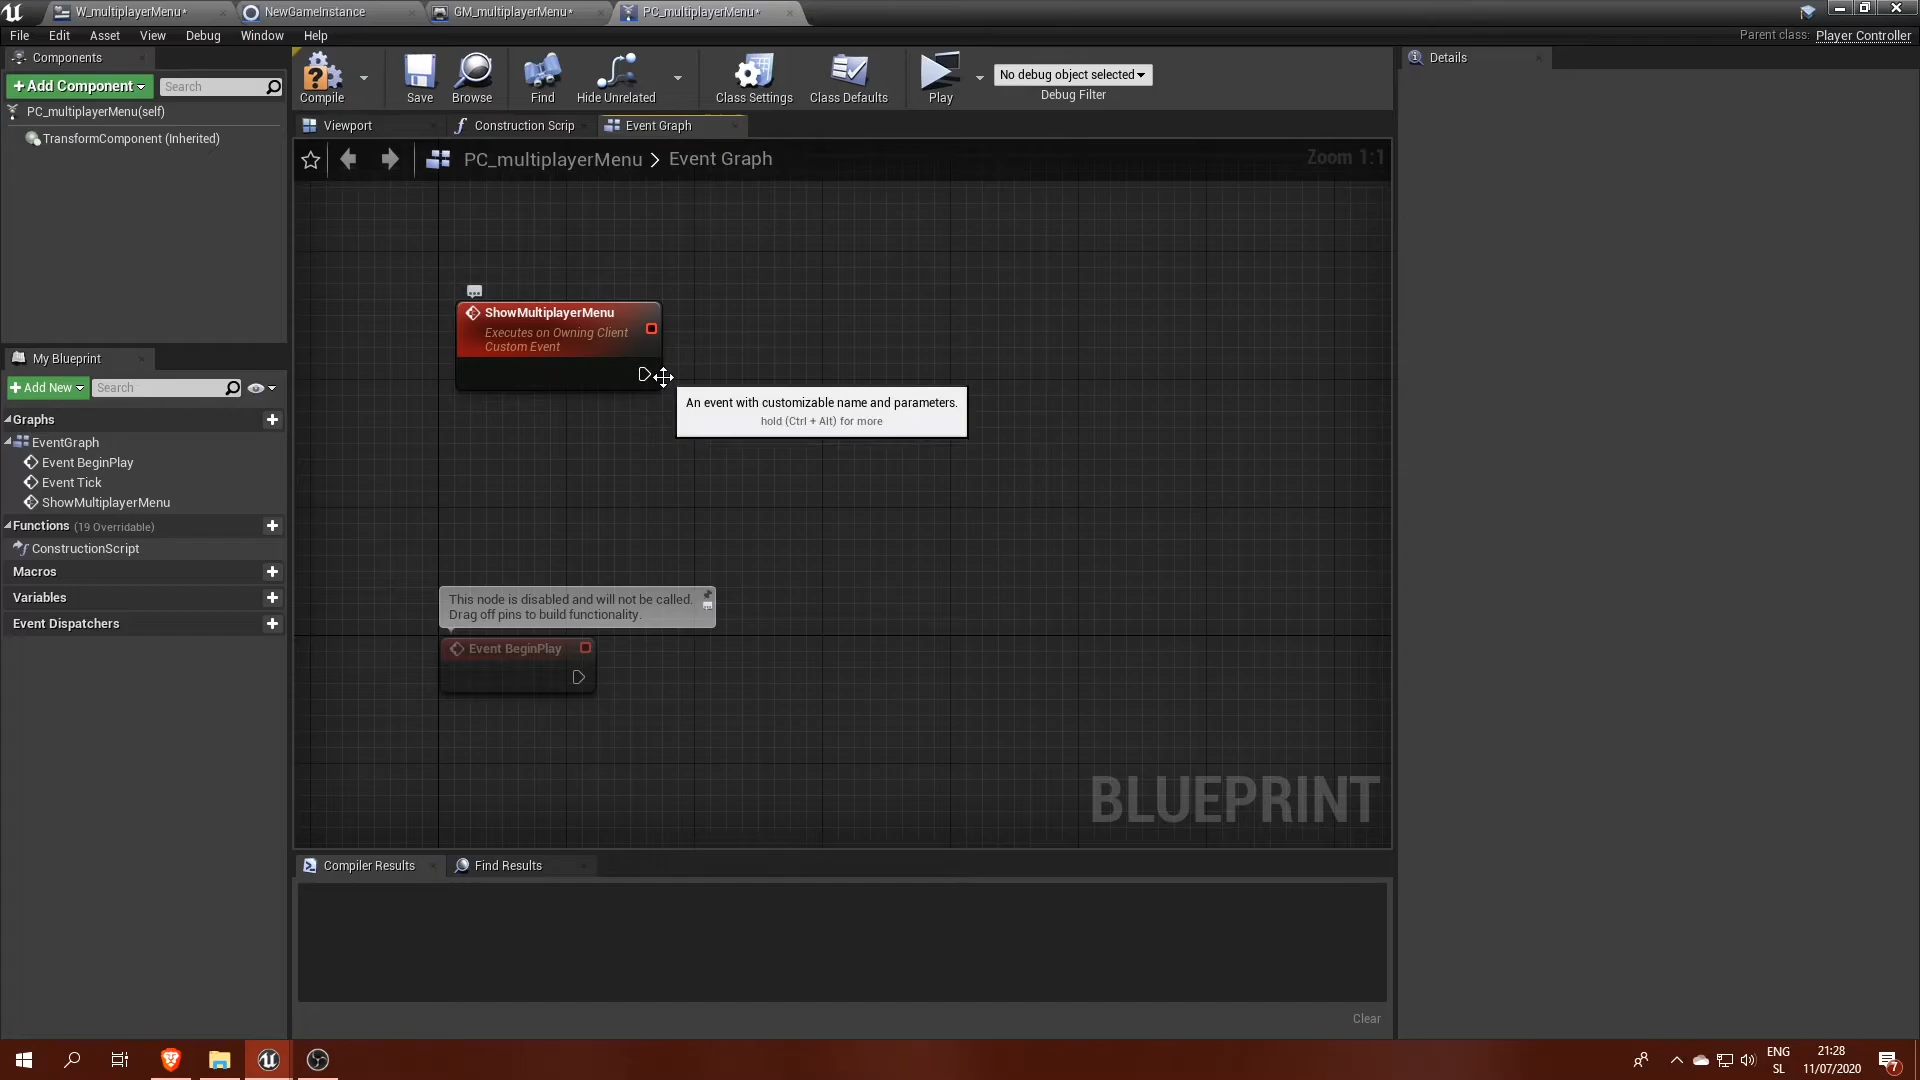 W_multiplayerMenu*
NewGameInstance
GM_multiplayerMenu*
PC_multiplayerMenu*
File
Edit
Asset
View
Debug
Window
Help
Parent class: Player Controller
Components
+Add Component
Search
PC_multiplayerMenu(self)
TransformComponent (Inherited)
Compile
Save
Browse
Find
Hide Unrelated
Class Settings
Class Defaults
Play
No debug object selected
Debug Filter
Details
Viewport
Construction Scrip
Event Graph
PC_multiplayerMenu > Event Graph
Zoom 1:1
ShowMultiplayerMenu
Executes on Owning Client
Custom Event
An event with customizable name and parameters.
hold (Ctrl + Alt) for more
My Blueprint
+Add New
Search
Graphs
EventGraph
Event BeginPlay
Event Tick
ShowMultiplayerMenu
Functions (19 Overridable)
ConstructionScript
Macros
Variables
Event Dispatchers
This node is disabled and will not be called.
Drag off pins to build functionality.
Event BeginPlay
BLUEPRINT
Compiler Results
Find Results
Clear
ENG
SL
21:28
11/07/2020
7